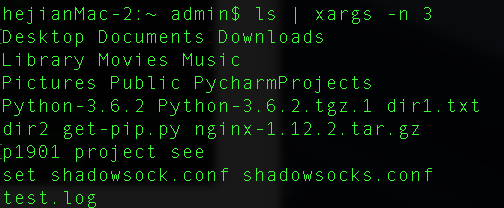 hejianMac-2:~ admin$ ls | xargs -n 3
Desktop Documents Downloads
Library Movies Music
Pictures Public PycharmProjects
Python-3.6.2 Python-3.6.2.tgz.1 dir1.txt
dir2 get-pip.py nginx-1.12.2.tar.gz
p1901 project see
set shadowsock.conf shadowsocks.conf
test.log